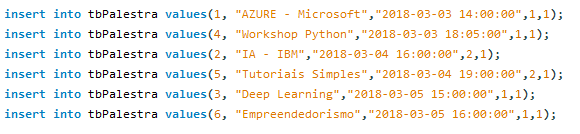 insert into tbPalestra values(1, "AZURE - Microsoft","2018-03-03 14:00:00",1,1);
insert into tbPalestra values(4, "Workshop Python","2018-03-03 18:05:00",1,1);
insert into tbPalestra values(2, "IA - IBM","2018-03-04 16:00:00",2,1);
insert into tbPalestra values(5, "Tutoriais Simples","2018-03-04 19:00:00",2,1);
insert into tbPalestra values(3, "Deep Learning","2018-03-05 15:00:00",1,1);
insert into tbPalestra values(6, "Empreendedorismo","2018-03-05 16:00:00",1,1);